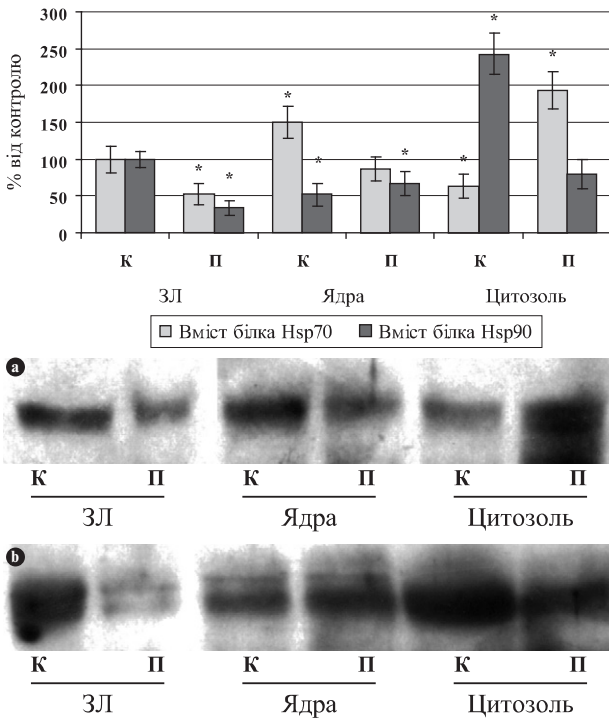 300
250
200
150
100
50
0
% від контролю
* * * * * * * *
К П К П К П
ЗЛ Ядра Цитозоль
Вміст білка Hsp70 Вміст білка Hsp90
a
К П К П К П
ЗЛ Ядра Цитозоль
b
К П К П К П
ЗЛ Ядра Цитозоль